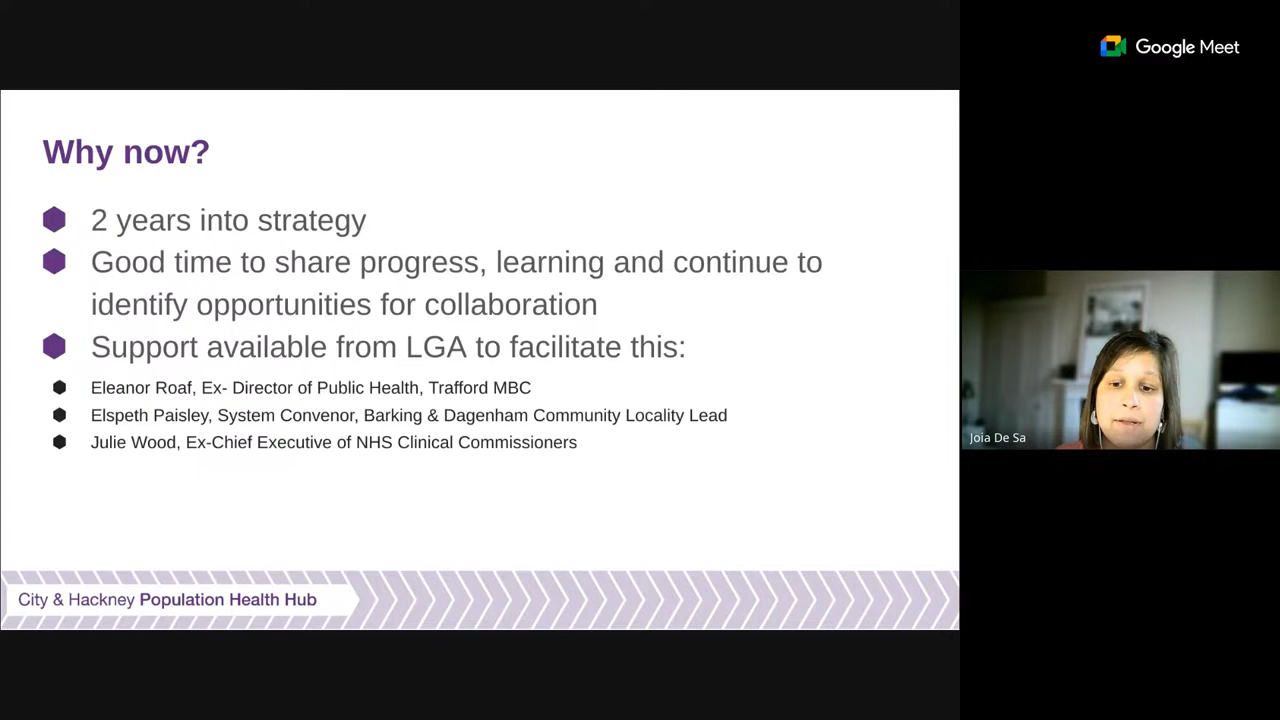 Google Meet
Why now?
2 years into strategy
Good time to share progress, learning and continue to
identify opportunities for collaboration
Support available from LGA to facilitate this:
Eleanor Roaf, Ex- Director of Public Health, Trafford MBC
Elspeth Paisley, System Convenor, Barking & Dagenham Community Locality Lead
Julie Wood, Ex-Chief Executive of NHS Clinical Commissioners
Joia De Sa
City & Hackney Population Health Hub